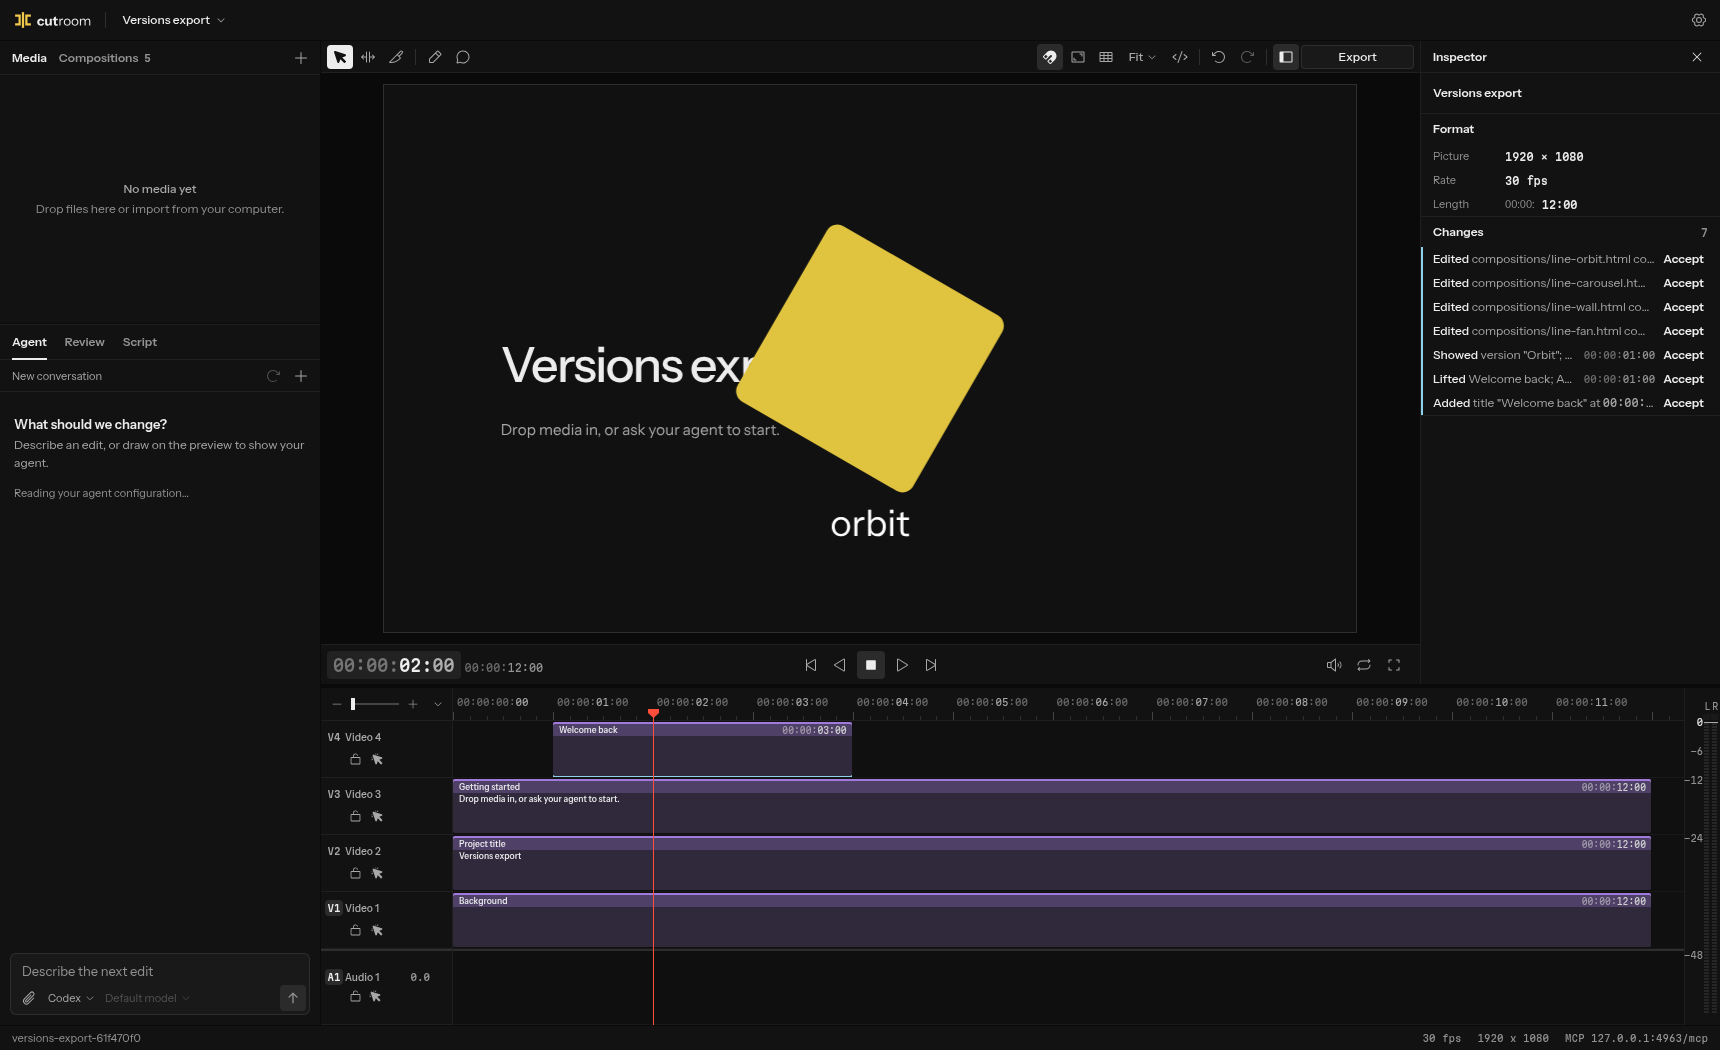 cutroom
Versions export
Media Compositions 5
No media yet
Drop files here or import from your computer.
Agent Review Script
New conversation
What should we change?
Describe an edit, or draw on the preview to show your
agent.
Reading your agent configuration...
Describe the next edit
Codex Default model
versions-export-61f470f0
Fit
Export
Versions exp
Drop media in, or ask your agent to start.
orbit
00:00:02:00 00:00:12:00
00:00:00:00 00:00:01:00 00:00:02:00 00:00:03:00 00:00:04:00 00:00:05:00 00:00:06:00 00:00:07:00 00:00:08:00 00:00:09:00 00:00:10:00 00:00:11:00
V4 Video 4
Welcome back 00:00:03:00
V3 Video 3
Getting started 00:00:12:00
Drop media in, or ask your agent to start.
V2 Video 2
Project title 00:00:12:00
Versions export
V1 Video 1
Background 00:00:12:00
A1 Audio 1 0.0
L R
0
-6
-12
-24
-48
Inspector
Versions export
Format
Picture 1920 × 1080
Rate 30 fps
Length 00:00:12:00
Changes 7
Edited compositions/line-orbit.html co... Accept
Edited compositions/line-carousel.ht... Accept
Edited compositions/line-wall.html co... Accept
Edited compositions/line-fan.html co... Accept
Showed version "Orbit"; ... 00:00:01:00 Accept
Lifted Welcome back; A... 00:00:01:00 Accept
Added title "Welcome back" at 00:00:... Accept
30 fps 1920 x 1080 MCP 127.0.0.1:4963/mcp